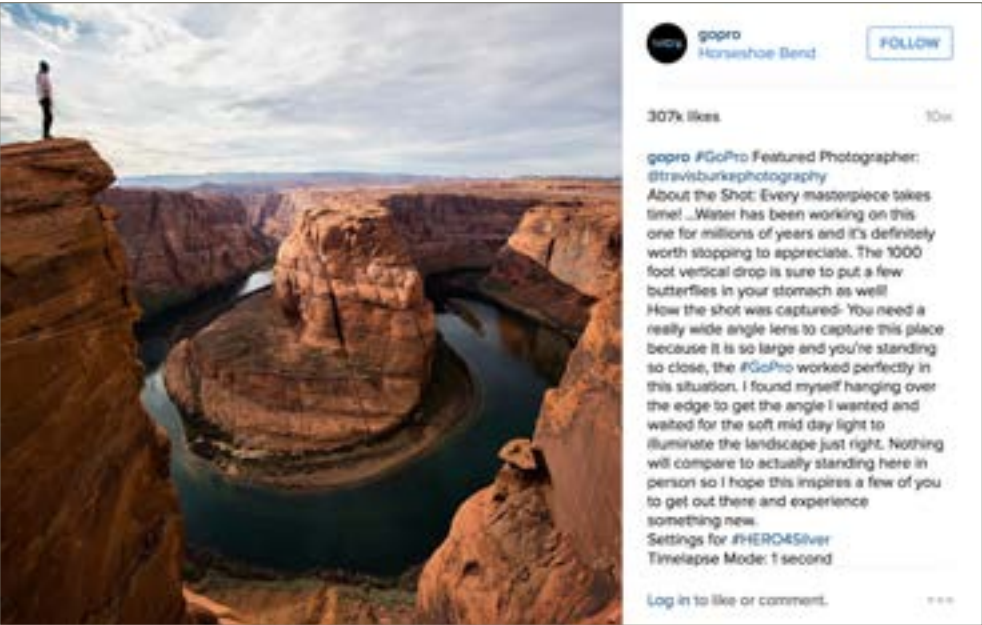 gopro
Horseshoe Bend
FOLLOW
307k likes
10w
gopro #GoPro Featured Photographer:
@travisburkephotography
About the Shot: Every masterpiece takes
time! ...Water has been working on this
one for millions of years and it's definitely
worth stopping to appreciate. The 1000
foot vertical drop is sure to put a few
butterflies in your stomach as well!
How the shot was captured- You need a
really wide angle lens to capture this place
because it is so large and you're standing
so close, the #GoPro worked perfectly in
this situation. I found myself hanging over
the edge to get the angle I wanted and
waited for the soft mid day light to
illuminate the landscape just right. Nothing
will compare to actually standing here in
person so I hope this inspires a few of you
to get out there and experience
something new.
Settings for #HERO4Silver
Timelapse Mode: 1 second
Log in to like or comment.